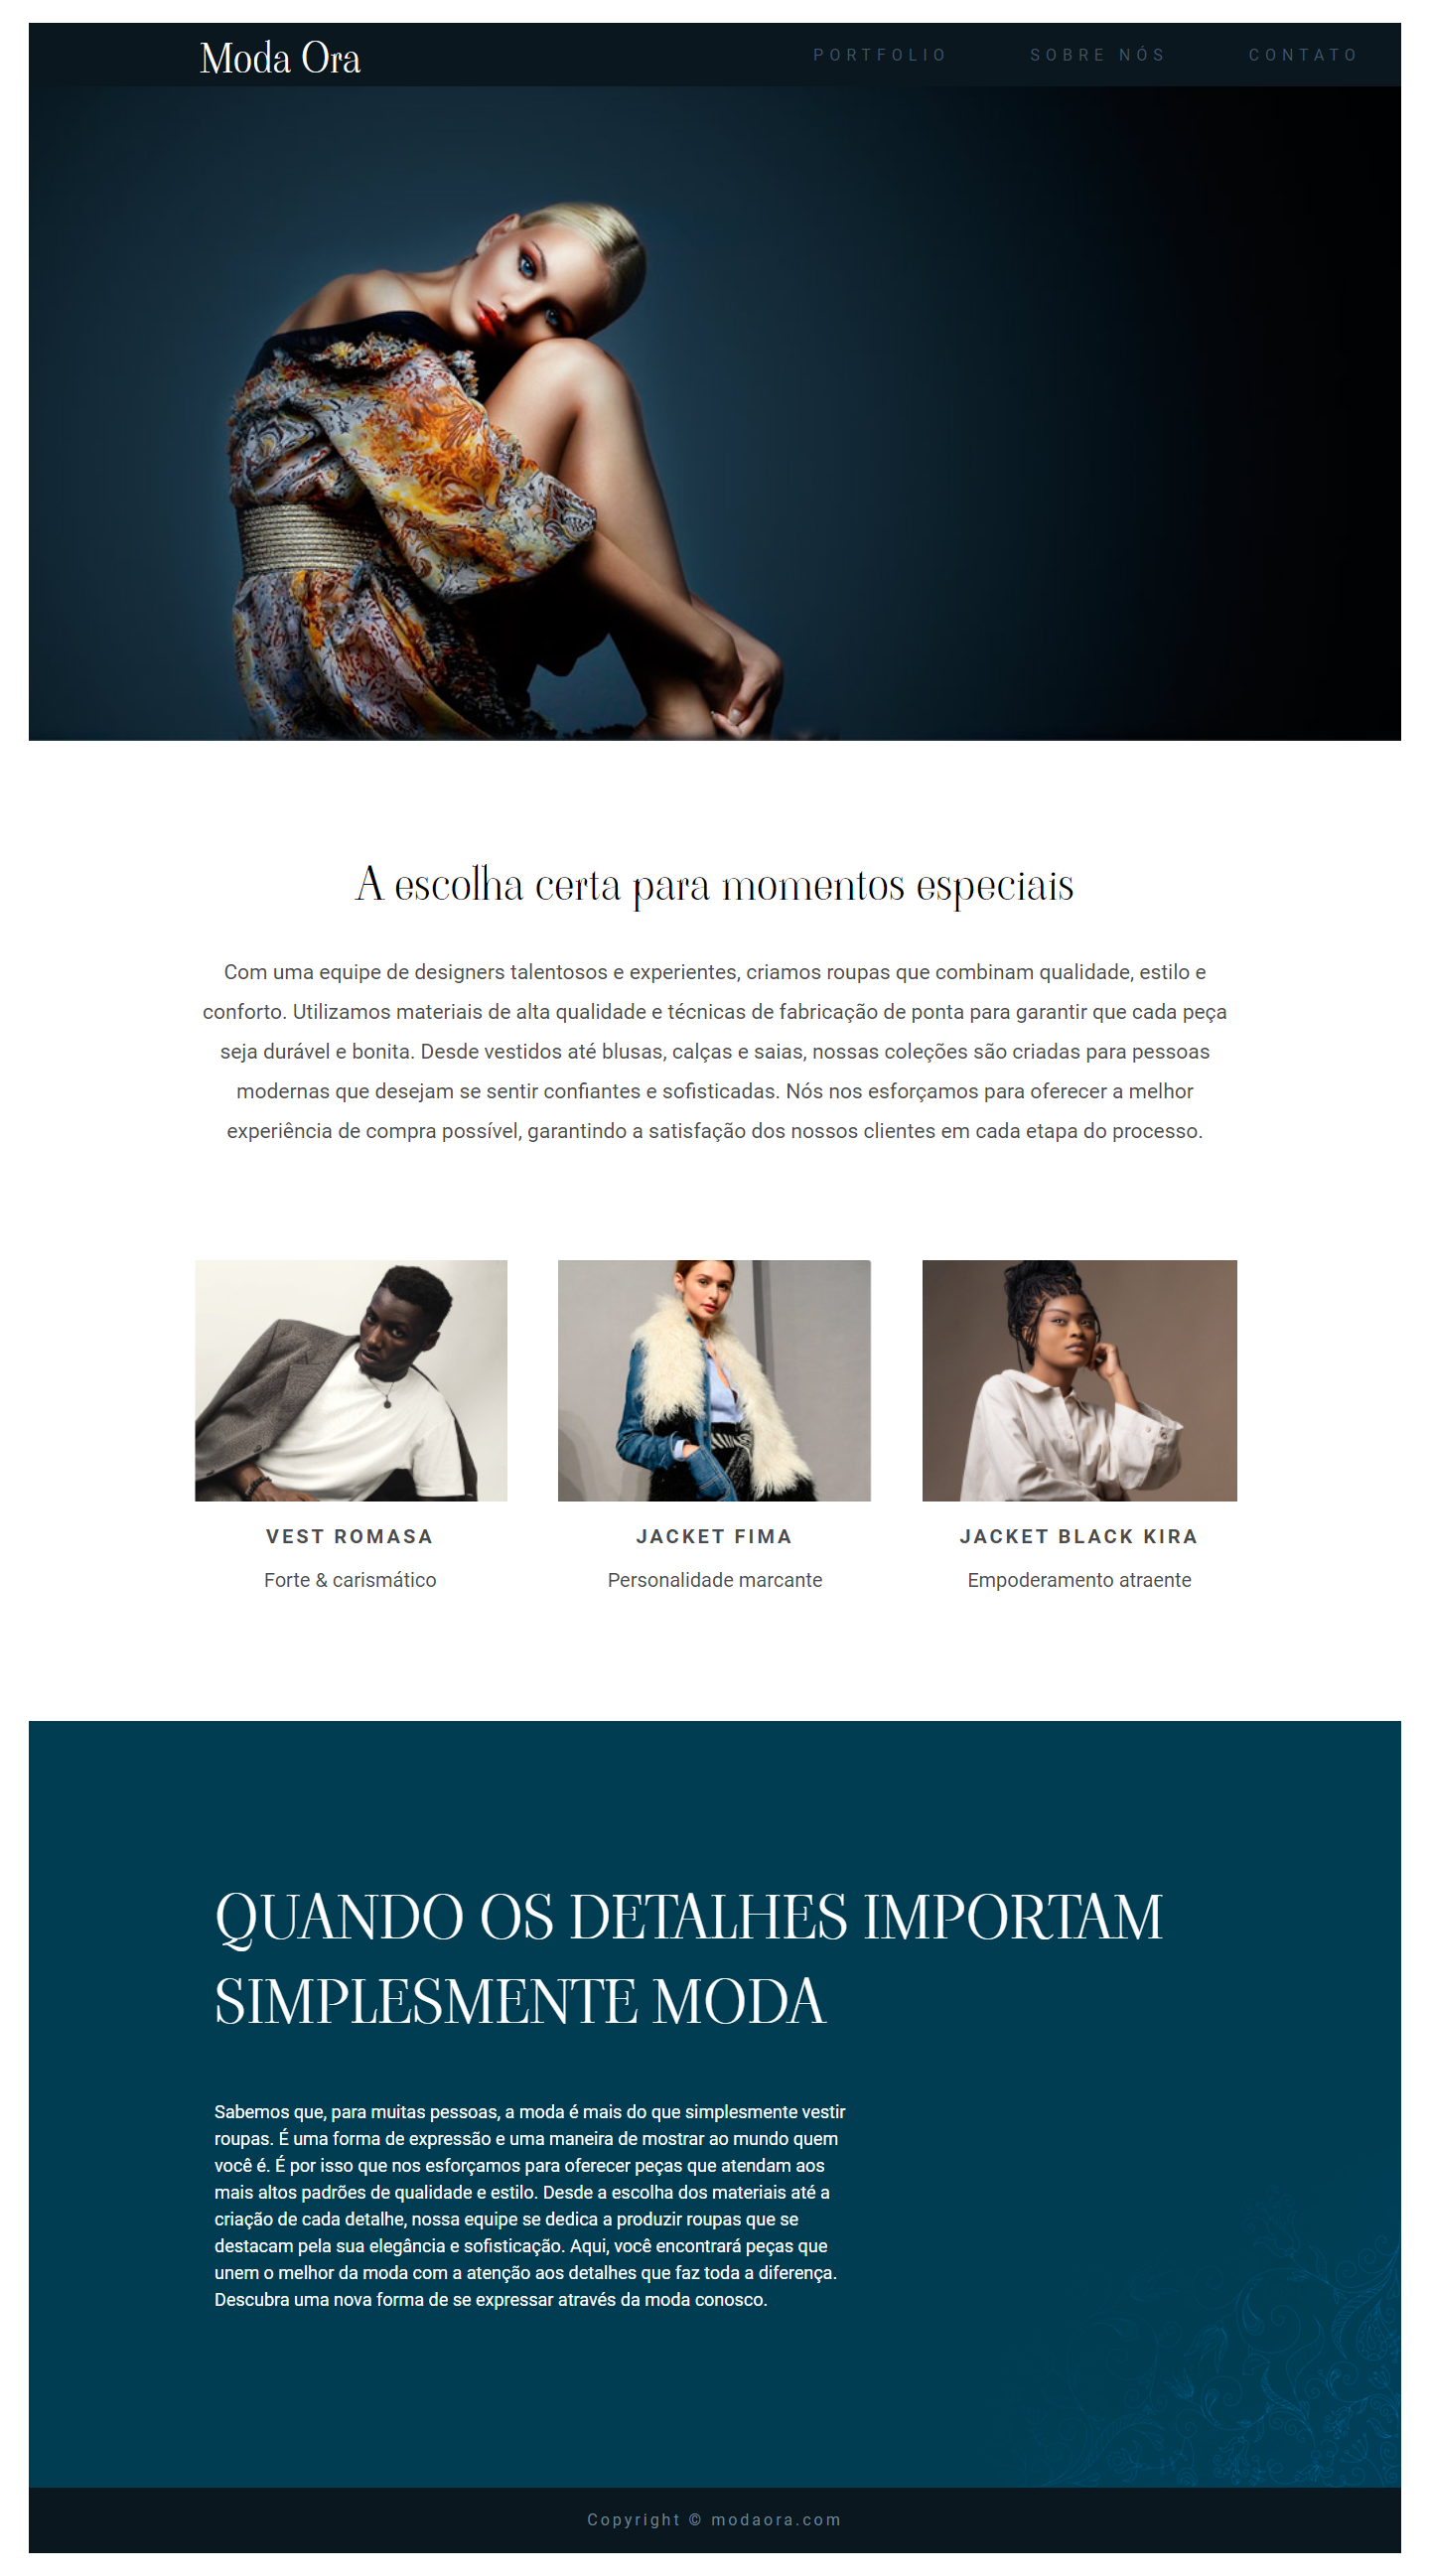 Moda Ora
PORTFOLIO SOBRE NÓS CONTATO
A escolha certa para momentos especiais
Com uma equipe de designers talentosos e experientes, criamos roupas que combinam qualidade, estilo e
conforto. Utilizamos materiais de alta qualidade e técnicas de fabricação de ponta para garantir que cada peça
seja durável e bonita. Desde vestidos até blusas, calças e saias, nossas coleções são criadas para pessoas
modernas que desejam se sentir confiantes e sofisticadas. Nós nos esforçamos para oferecer a melhor
experiência de compra possível, garantindo a satisfação dos nossos clientes em cada etapa do processo.
VEST ROMASA
Forte & carismático
JACKET FIMA
Personalidade marcante
JACKET BLACK KIRA
Empoderamento atraente
QUANDO OS DETALHES IMPORTAM
SIMPLESMENTE MODA
Sabemos que, para muitas pessoas, a moda é mais do que simplesmente vestir
roupas. É uma forma de expressão e uma maneira de mostrar ao mundo quem
você é. É por isso que nos esforçamos para oferecer peças que atendam aos
mais altos padrões de qualidade e estilo. Desde a escolha dos materiais até a
criação de cada detalhe, nossa equipe se dedica a produzir roupas que se
destacam pela sua elegância e sofisticação. Aqui, você encontrará peças que
unem o melhor da moda com a atenção aos detalhes que faz toda a diferença.
Descubra uma nova forma de se expressar através da moda conosco.
Copyright © modaora.com